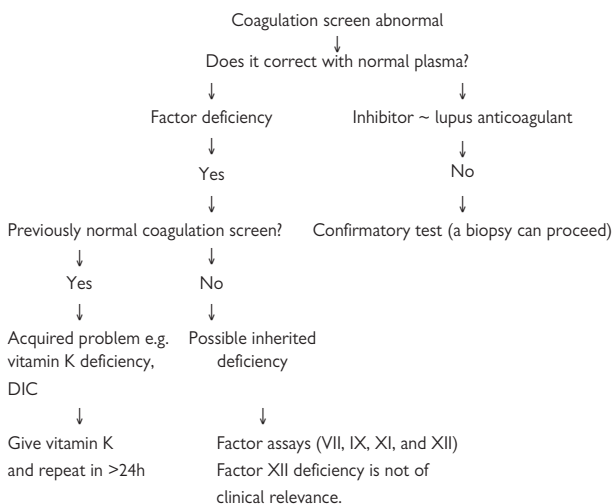 Coagulation screen abnormal
↓
Does it correct with normal plasma?
↓ ↓
Factor deficiency Inhibitor ~ lupus anticoagulant
↓ ↓
Yes No
↓ ↓
Previously normal coagulation screen? Confirmatory test (a biopsy can proceed)
↓ ↓
Yes No
↓ ↓
Acquired problem e.g. Possible inherited
vitamin K deficiency, deficiency
DIC
↓ ↓
Give vitamin K Factor assays (VII, IX, XI, and XII)
and repeat in >24h Factor XII deficiency is not of
clinical relevance.